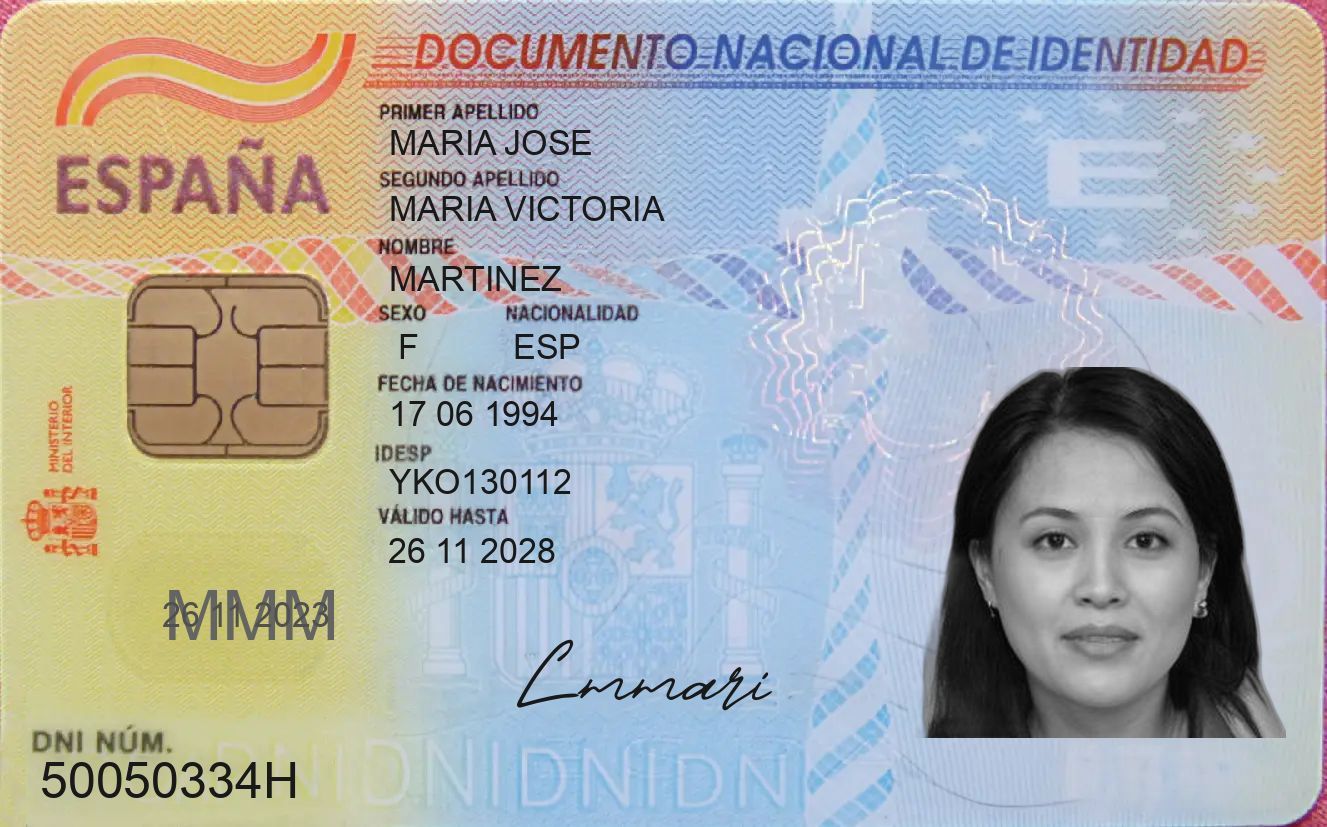 DOCUMENTO NACIONAL DE IDENTIDAD
ESPAÑA
PRIMER APELLIDO
MARIA JOSE
SEGUNDO APELLIDO
MARIA VICTORIA
NOMBRE
MARTINEZ
SEXO NACIONALIDAD
F ESP
FECHA DE NACIMIENTO
17 06 1994
IDESP
YKO130112
VÁLIDO HASTA
26 11 2028
MINISTERIO
DEL INTERIOR
E
26 11 2023
MMM
Lmmari
DNI NÚM.
50050334H
DNIDNIDNIDNI